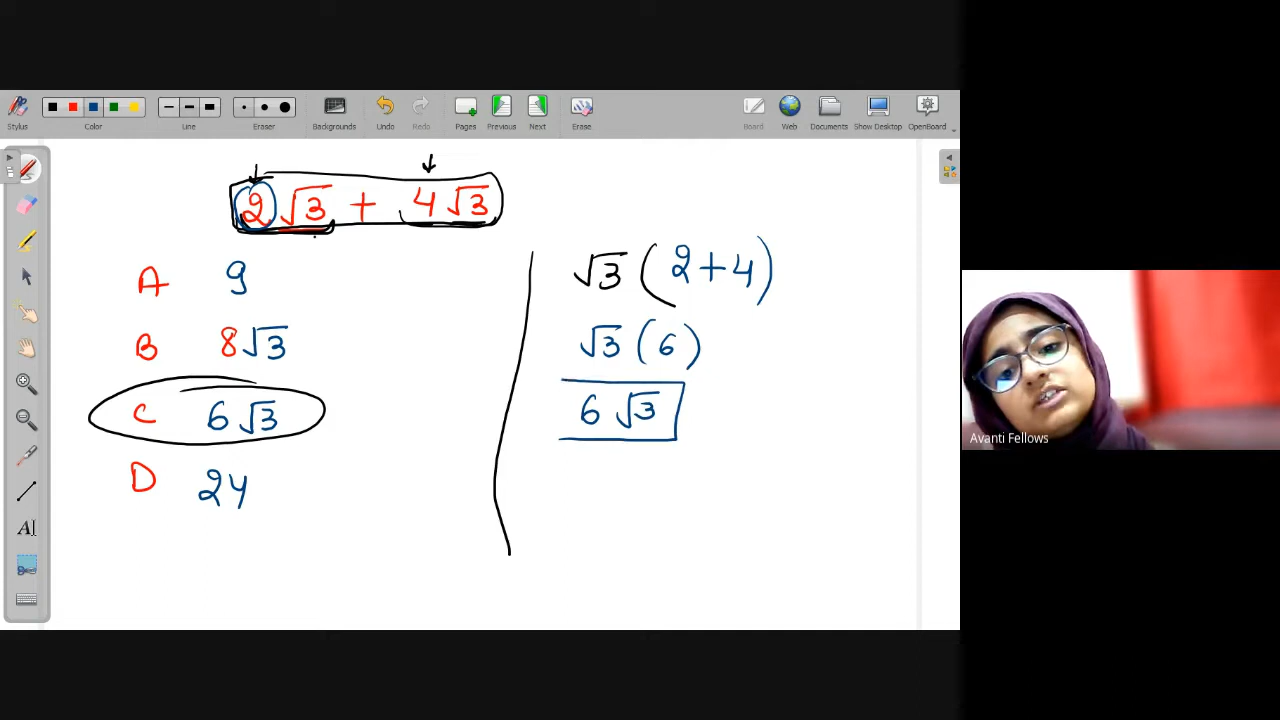 Stylus
Color
Line
Eraser
Backgrounds
Undo
Redo
Pages
Previous
Next
Erase
Board
Web
Documents
Show Desktop
OpenBoard
2√3 + 4√3
A 9
B 8√3
C 6√3
D 24
√3 (2+4)
√3 (6)
6√3
Avanti Fellows